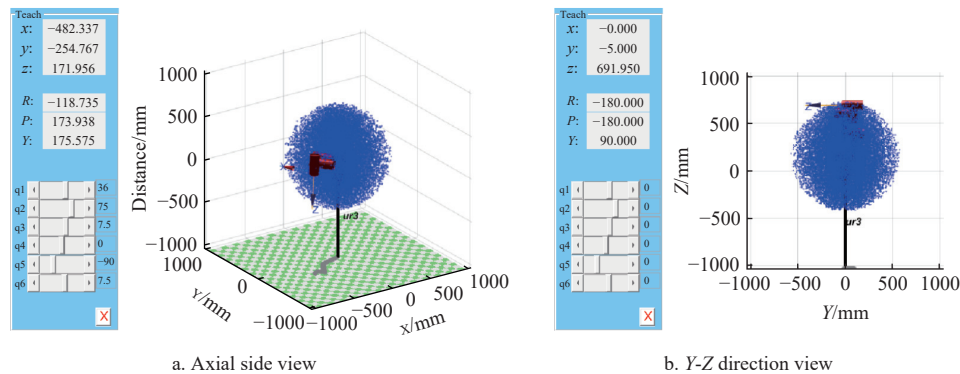 Teach
x: −482.337
y: −254.767
z: 171.956
R: −118.735
P: 173.938
Y: 175.575
q1 36
q2 75
q3 7.5
q4 0
q5 −90
q6 7.5
X
Distance/mm
1000
500
0
−500
−1000
X
Z
ur3
1000
0
−1000
Y/mm
−1000
−500
0
500
1000
X/mm
a. Axial side view
Teach
x: −0.000
y: −5.000
z: 691.950
R: −180.000
P: −180.000
Y: 90.000
q1 0
q2 0
q3 0
q4 0
q5 0
q6 0
X
Z/mm
1000
500
0
−500
−1000
Z
ur3
−1000 −500 0 500 1000
Y/mm
b. Y-Z direction view